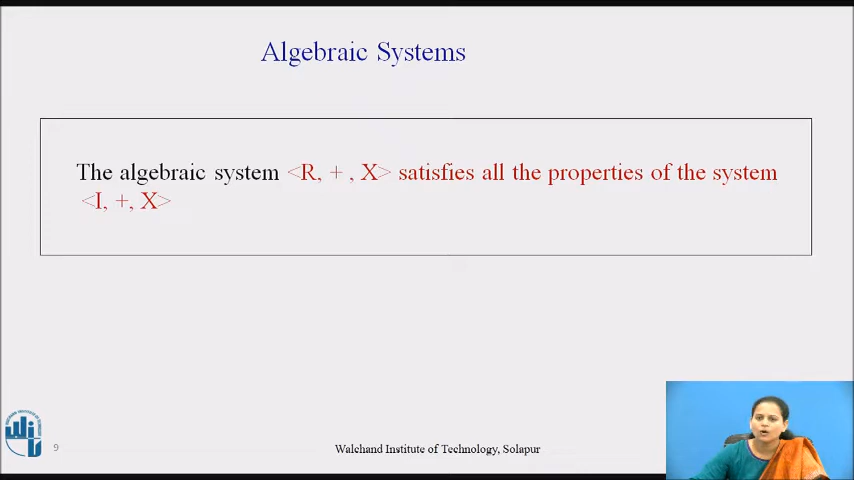 Algebraic Systems
The algebraic system <R, + , X> satisfies all the properties of the system
<I, +, X>
9
Walchand Institute of Technology, Solapur